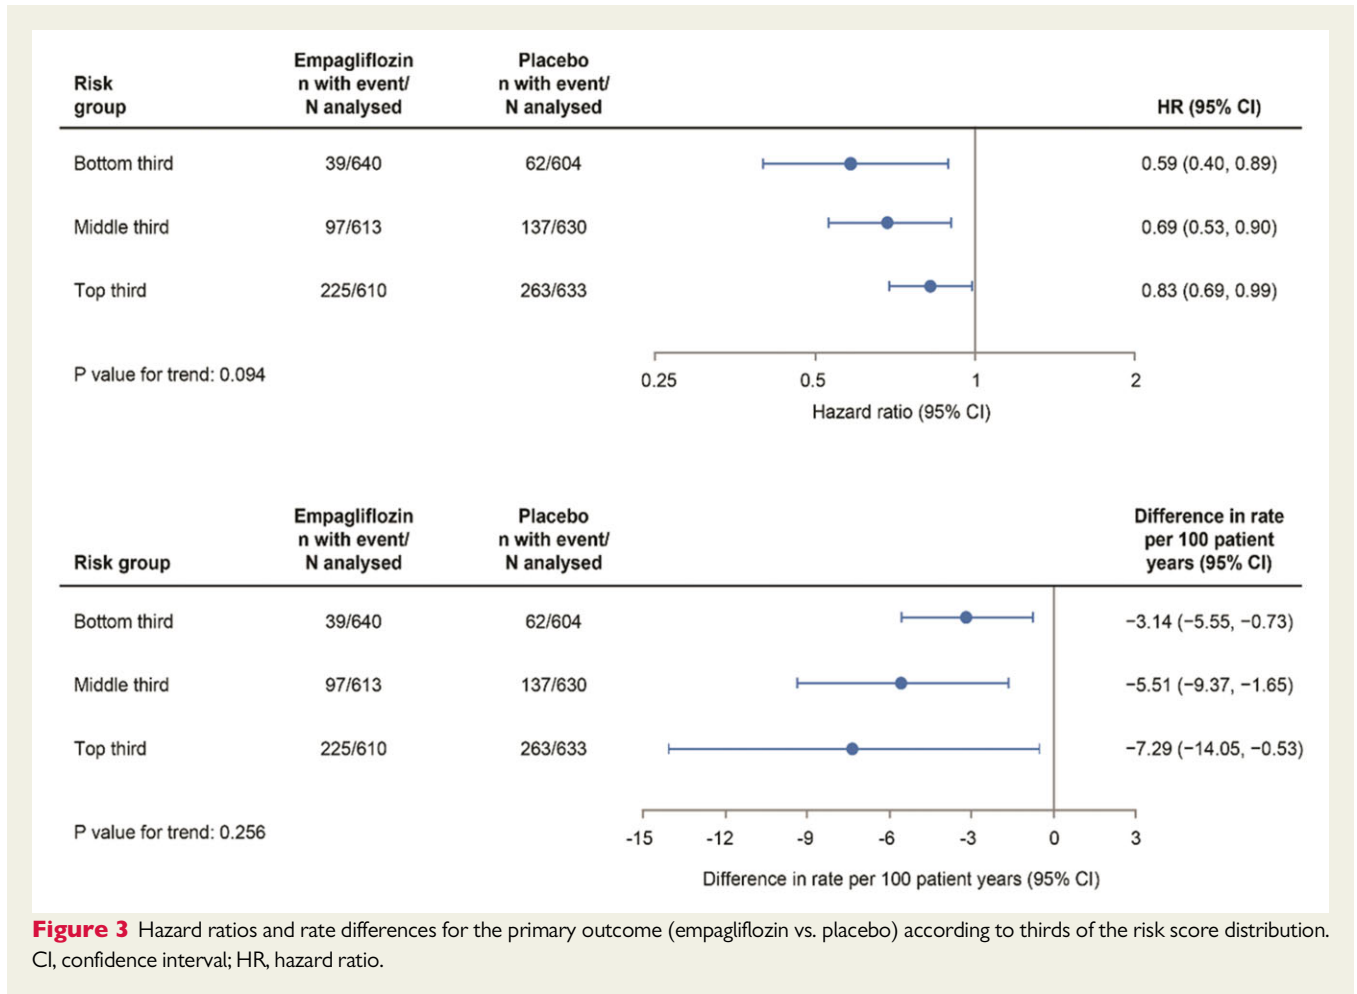 Risk group
Empagliflozin n with event/ N analysed
Placebo n with event/ N analysed
HR (95% CI)
Bottom third 39/640 62/604 0.59 (0.40, 0.89)
Middle third 97/613 137/630 0.69 (0.53, 0.90)
Top third 225/610 263/633 0.83 (0.69, 0.99)
P value for trend: 0.094
0.25 0.5 1 2
Hazard ratio (95% CI)
Risk group
Empagliflozin n with event/ N analysed
Placebo n with event/ N analysed
Difference in rate per 100 patient years (95% CI)
Bottom third 39/640 62/604 −3.14 (−5.55, −0.73)
Middle third 97/613 137/630 −5.51 (−9.37, −1.65)
Top third 225/610 263/633 −7.29 (−14.05, −0.53)
P value for trend: 0.256
-15 -12 -9 -6 -3 0 3
Difference in rate per 100 patient years (95% CI)
Figure 3 Hazard ratios and rate differences for the primary outcome (empagliflozin vs. placebo) according to thirds of the risk score distribution.
CI, confidence interval; HR, hazard ratio.